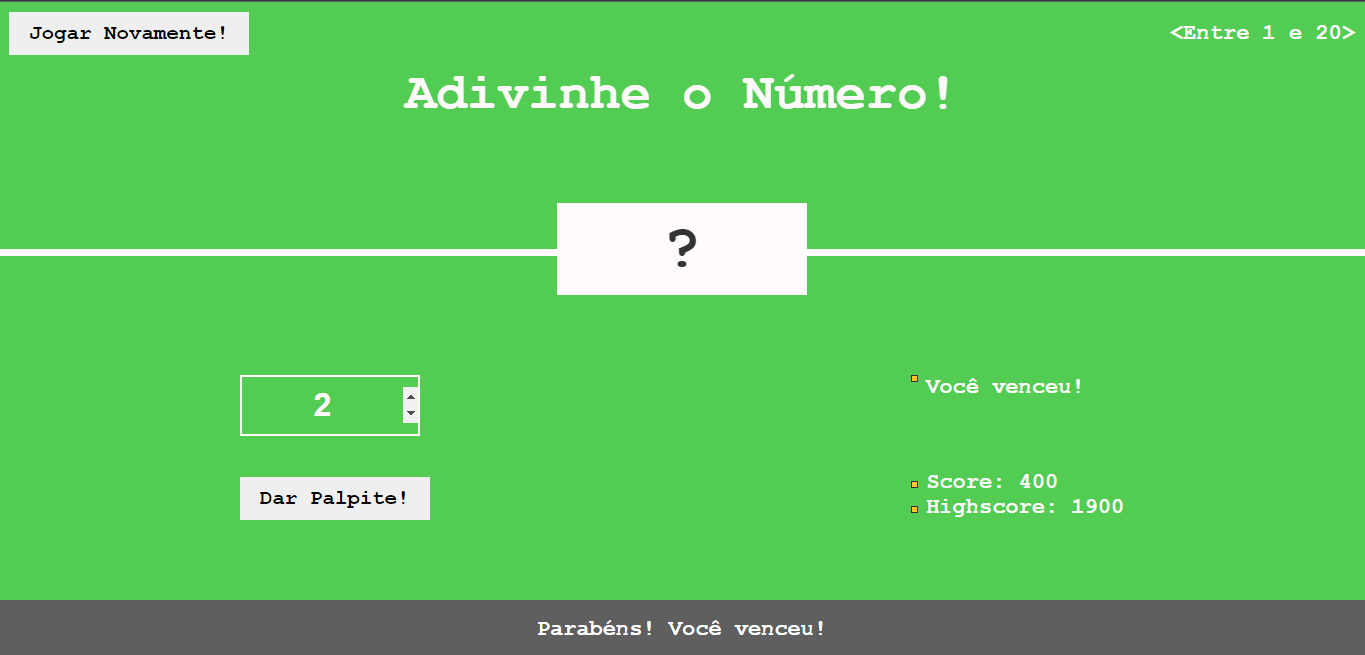 Jogar Novamente!
<Entre 1 e 20>
Adivinhe o Número!
?
2
Você venceu!
Dar Palpite!
Score: 400
Highscore: 1900
Parabéns! Você venceu!